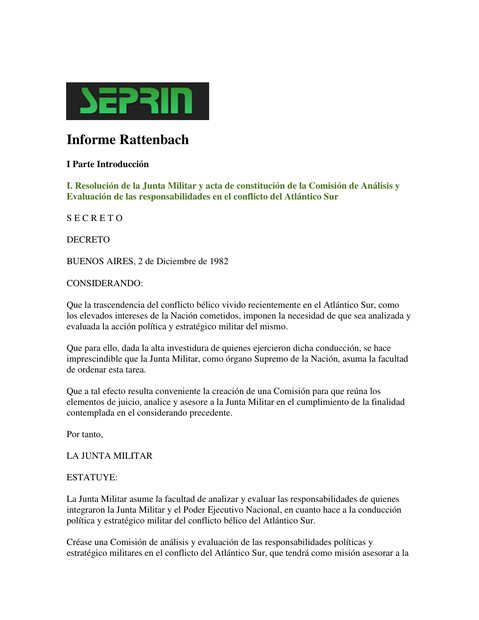 SEPRIN
Informe Rattenbach
I Parte Introducción
I. Resolución de la Junta Militar y acta de constitución de la Comisión de Análisis y
Evaluación de las responsabilidades en el conflicto del Atlántico Sur
S E C R E T O
DECRETO
BUENOS AIRES, 2 de Diciembre de 1982
CONSIDERANDO:
Que la trascendencia del conflicto bélico vivido recientemente en el Atlántico Sur, como
los elevados intereses de la Nación cometidos, imponen la necesidad de que sea analizada y
evaluada la acción política y estratégico militar del mismo.
Que para ello, dada la alta investidura de quienes ejercieron dicha conducción, se hace
imprescindible que la Junta Militar, como órgano Supremo de la Nación, asuma la facultad
de ordenar esta tarea.
Que a tal efecto resulta conveniente la creación de una Comisión para que reúna los
elementos de juicio, analice y asesore a la Junta Militar en el cumplimiento de la finalidad
contemplada en el considerando precedente.
Por tanto,
LA JUNTA MILITAR
ESTATUYE:
La Junta Militar asume la facultad de analizar y evaluar las responsabilidades de quienes
integraron la Junta Militar y el Poder Ejecutivo Nacional, en cuanto hace a la conducción
política y estratégico militar del conflicto bélico del Atlántico Sur.
Créase una Comisión de análisis y evaluación de las responsabilidades políticas y
estratégico militares en el conflicto del Atlántico Sur, que tendrá como misión asesorar a la